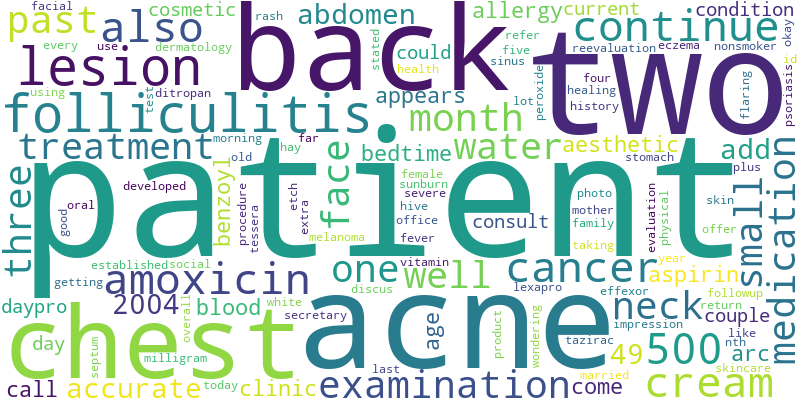 facial cosmetic rash abdomen allergy current condition
past also lesion back two continue
every use dermatology stated could health refer five sinus reevaluation eczema nonsmoker okay
using test ditropan appears lot peroxide four healing history flaring id psoriasis
folliculitis month aesthetic
treatment morning far hay bedtime water stomach add plus
patient
three developed old oral good procedure tessera etch extra face benzoyl
female sunburn severe hive office fever melanoma vitamin consult
photo mother family taking evaluation physical skin offer small medication
established social getting discus one well cancer year aspirin followup
amoxicin lexapro effexor return
daypro 2004 blood white secretary acne neck couple
chest day septum milligram overall age product wondering tazirac impression like nth
49 500 arc skincare
call accurate today clinic examination last married come cream